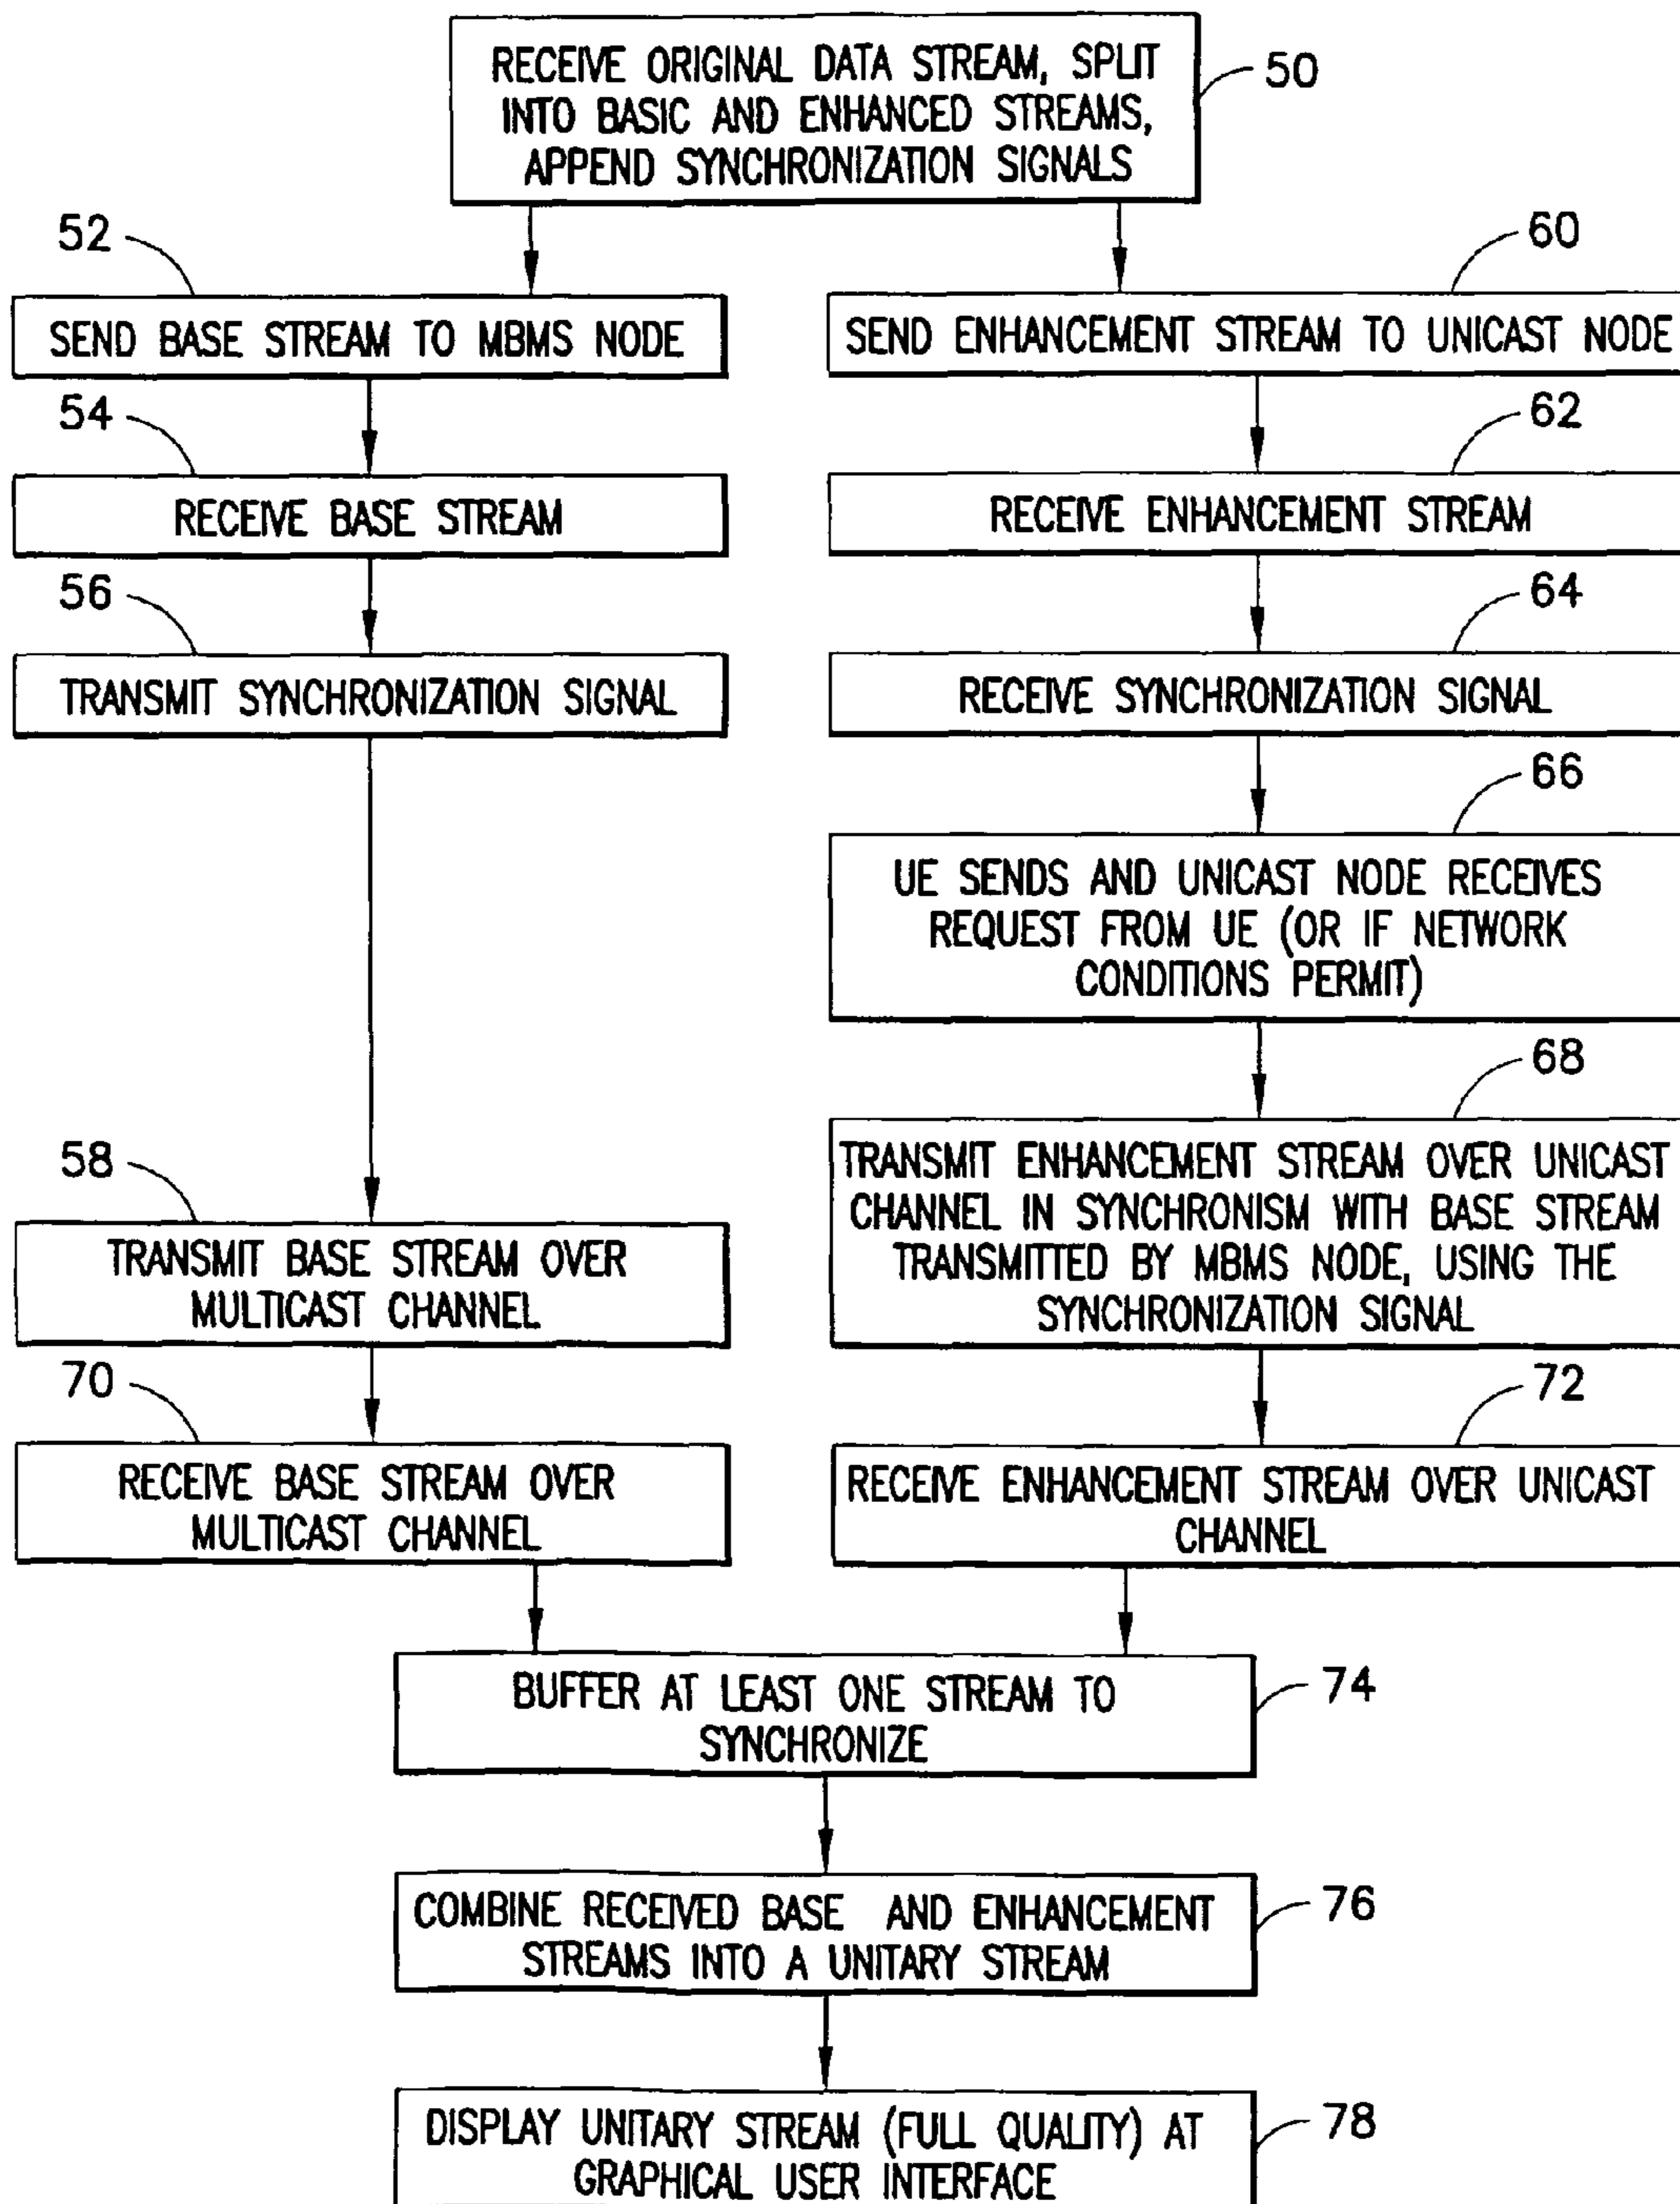 RECEIVE ORIGINAL DATA STREAM, SPLIT
INTO BASIC AND ENHANCED STREAMS,
APPEND SYNCHRONIZATION SIGNALS
50
52
SEND BASE STREAM TO MBMS NODE
60
SEND ENHANCEMENT STREAM TO UNICAST NODE
54
RECEIVE BASE STREAM
62
RECEIVE ENHANCEMENT STREAM
56
TRANSMIT SYNCHRONIZATION SIGNAL
64
RECEIVE SYNCHRONIZATION SIGNAL
66
UE SENDS AND UNICAST NODE RECEIVES
REQUEST FROM UE (OR IF NETWORK
CONDITIONS PERMIT)
58
TRANSMIT BASE STREAM OVER
MULTICAST CHANNEL
68
TRANSMIT ENHANCEMENT STREAM OVER UNICAST
CHANNEL IN SYNCHRONISM WITH BASE STREAM
TRANSMITTED BY MBMS NODE, USING THE
SYNCHRONIZATION SIGNAL
70
RECEIVE BASE STREAM OVER
MULTICAST CHANNEL
72
RECEIVE ENHANCEMENT STREAM OVER UNICAST
CHANNEL
BUFFER AT LEAST ONE STREAM TO
SYNCHRONIZE
74
COMBINE RECEIVED BASE AND ENHANCEMENT
STREAMS INTO A UNITARY STREAM
76
DISPLAY UNITARY STREAM (FULL QUALITY) AT
GRAPHICAL USER INTERFACE
78